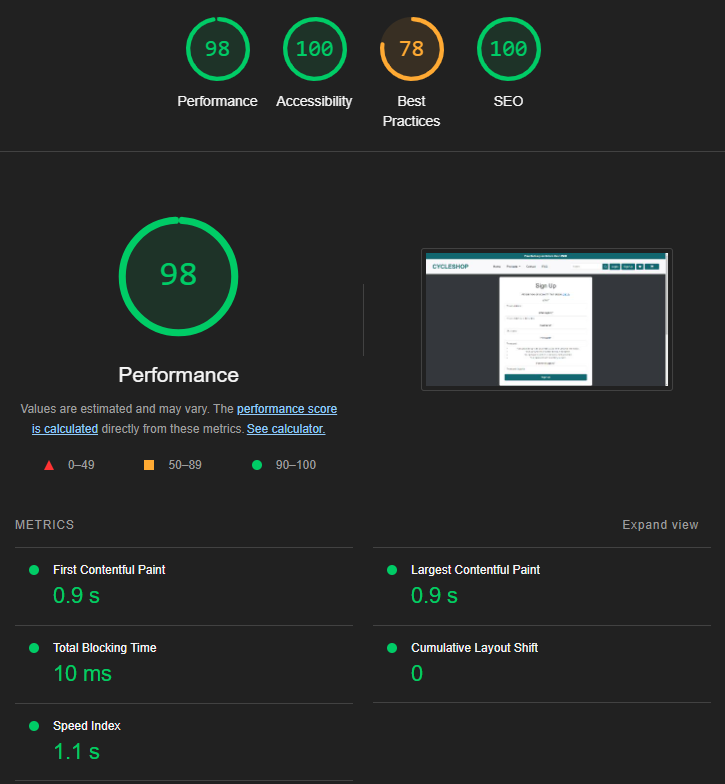 98
100
78
100
Performance
Accessibility
Best
Practices
SEO
98
Performance
Values are estimated and may vary. The performance score
is calculated directly from these metrics. See calculator.
0–49
50–89
90–100
CYCLESHOP
Sign Up
METRICS
Expand view
First Contentful Paint
0.9 s
Largest Contentful Paint
0.9 s
Total Blocking Time
10 ms
Cumulative Layout Shift
0
Speed Index
1.1 s